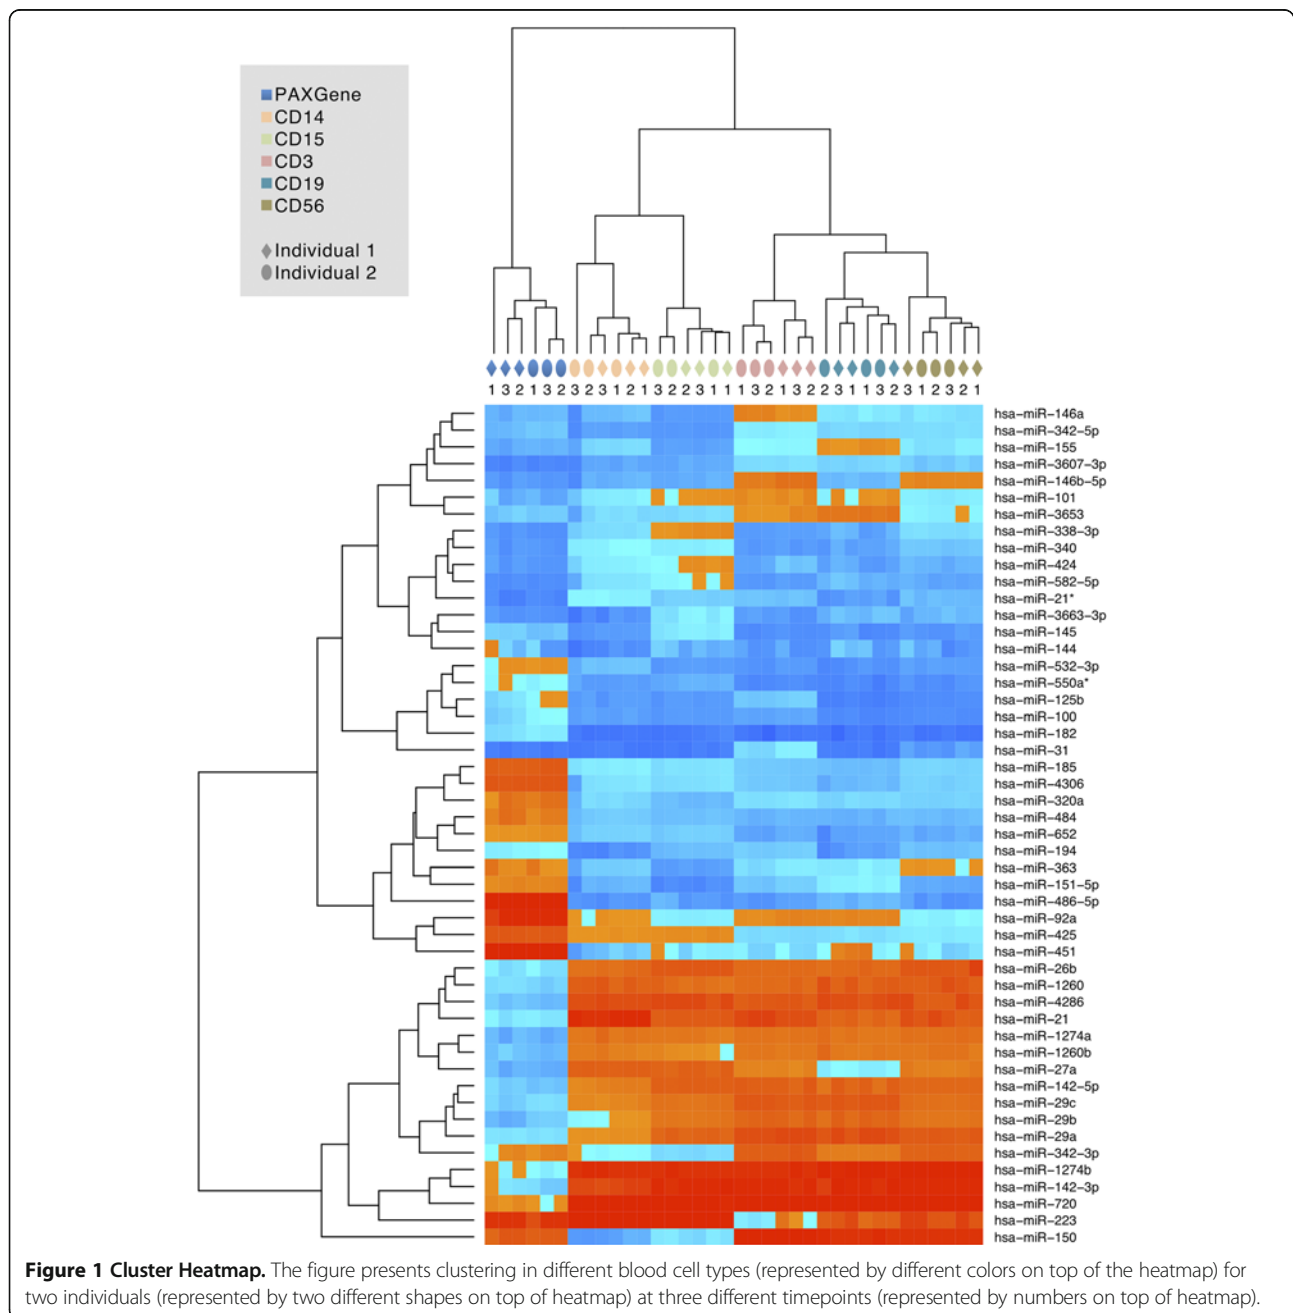 PAXGene
CD14
CD15
CD3
CD19
CD56
Individual 1
Individual 2
1 3 2 1 3 2 3 2 3 1 2 1 3 2 2 3 1 1 1 3 2 1 3 2 2 3 1 1 3 2 3 1 2 3 2 1
hsa-miR-146a
hsa-miR-342-5p
hsa-miR-155
hsa-miR-3607-3p
hsa-miR-146b-5p
hsa-miR-101
hsa-miR-3653
hsa-miR-338-3p
hsa-miR-340
hsa-miR-424
hsa-miR-582-5p
hsa-miR-21*
hsa-miR-3663-3p
hsa-miR-145
hsa-miR-144
hsa-miR-532-3p
hsa-miR-550a*
hsa-miR-125b
hsa-miR-100
hsa-miR-182
hsa-miR-31
hsa-miR-185
hsa-miR-4306
hsa-miR-320a
hsa-miR-484
hsa-miR-652
hsa-miR-194
hsa-miR-363
hsa-miR-151-5p
hsa-miR-486-5p
hsa-miR-92a
hsa-miR-425
hsa-miR-451
hsa-miR-26b
hsa-miR-1260
hsa-miR-4286
hsa-miR-21
hsa-miR-1274a
hsa-miR-1260b
hsa-miR-27a
hsa-miR-142-5p
hsa-miR-29c
hsa-miR-29b
hsa-miR-29a
hsa-miR-342-3p
hsa-miR-1274b
hsa-miR-142-3p
hsa-miR-720
hsa-miR-223
hsa-miR-150
Figure 1 Cluster Heatmap. The figure presents clustering in different blood cell types (represented by different colors on top of the heatmap) for
two individuals (represented by two different shapes on top of heatmap) at three different timepoints (represented by numbers on top of heatmap).